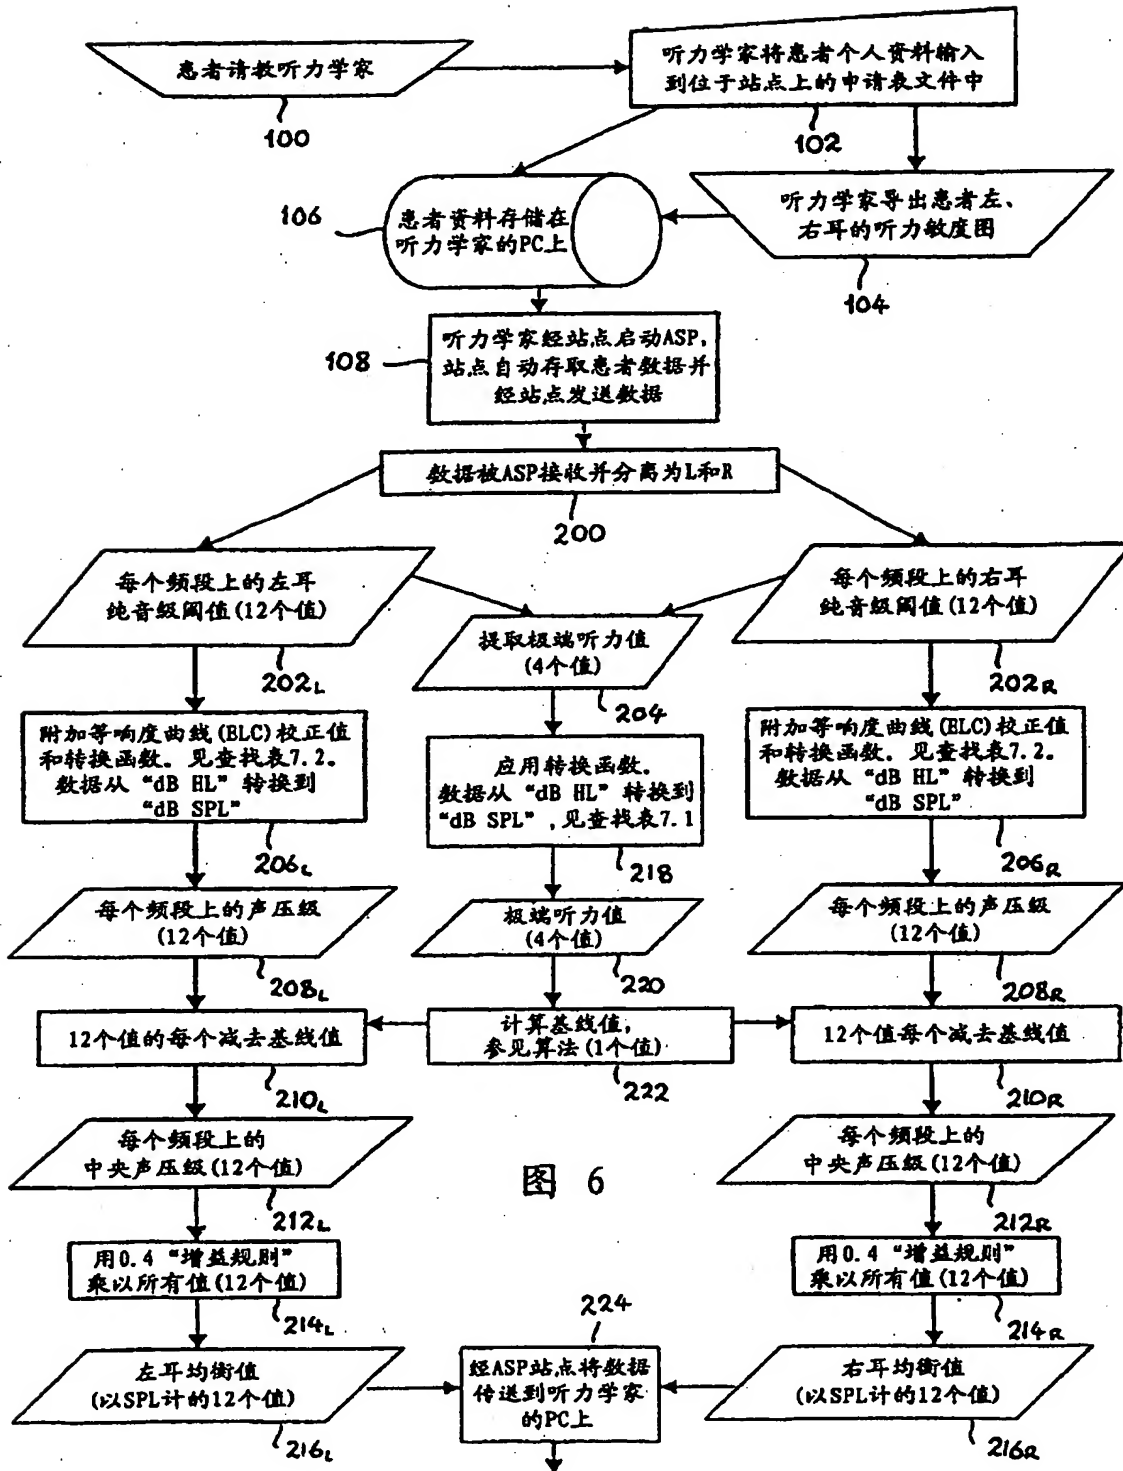 患者请教听力学家
100
听力学家将患者个人资料输入
到位于站点上的申请表文件中
102
106
患者资料存储在
听力学家的PC上
听力学家导出患者左、
右耳的听力敏度图
104
108
听力学家经站点启动ASP,
站点自动存取患者数据并
经站点发送数据
数据被ASP接收并分离为L和R
200
每个频段上的左耳
纯音级阈值(12个值)
202L
提取极端听力值
(4个值)
204
每个频段上的右耳
纯音级阈值(12个值)
202R
附加等响度曲线(ELC)校正值
和转换函数。见查找表7.2。
数据从“dB HL”转换到
“dB SPL”
206L
应用转换函数。
数据从“dB HL”转换到
“dB SPL”,见查找表7.1
218
附加等响度曲线(ELC)校正值
和转换函数。见查找表7.2。
数据从“dB HL”转换到
“dB SPL”
206R
每个频段上的声压级
(12个值)
208L
极端听力值
(4个值)
220
每个频段上的声压级
(12个值)
208R
12个值的每个减去基线值
210L
计算基线值,
参见算法(1个值)
222
12个值每个减去基线值
210R
每个频段上的
中央声压级(12个值)
212L
图 6
每个频段上的
中央声压级(12个值)
212R
用0.4“增益规则”
乘以所有值(12个值)
214L
用0.4“增益规则”
乘以所有值(12个值)
214R
左耳均衡值
(以SPL计的12个值)
216L
224
经ASP站点将数据
传送到听力学家
的PC上
右耳均衡值
(以SPL计的12个值)
216R